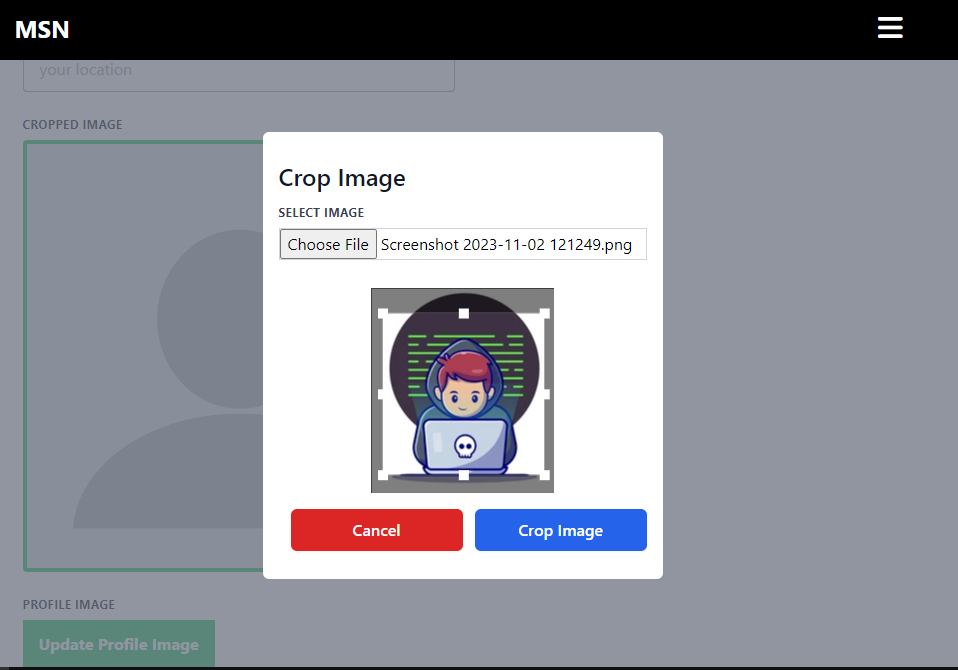 MSN
your location
CROPPED IMAGE
Crop Image
SELECT IMAGE
Choose File Screenshot 2023-11-02 121249.png
Cancel Crop Image
PROFILE IMAGE
Update Profile Image